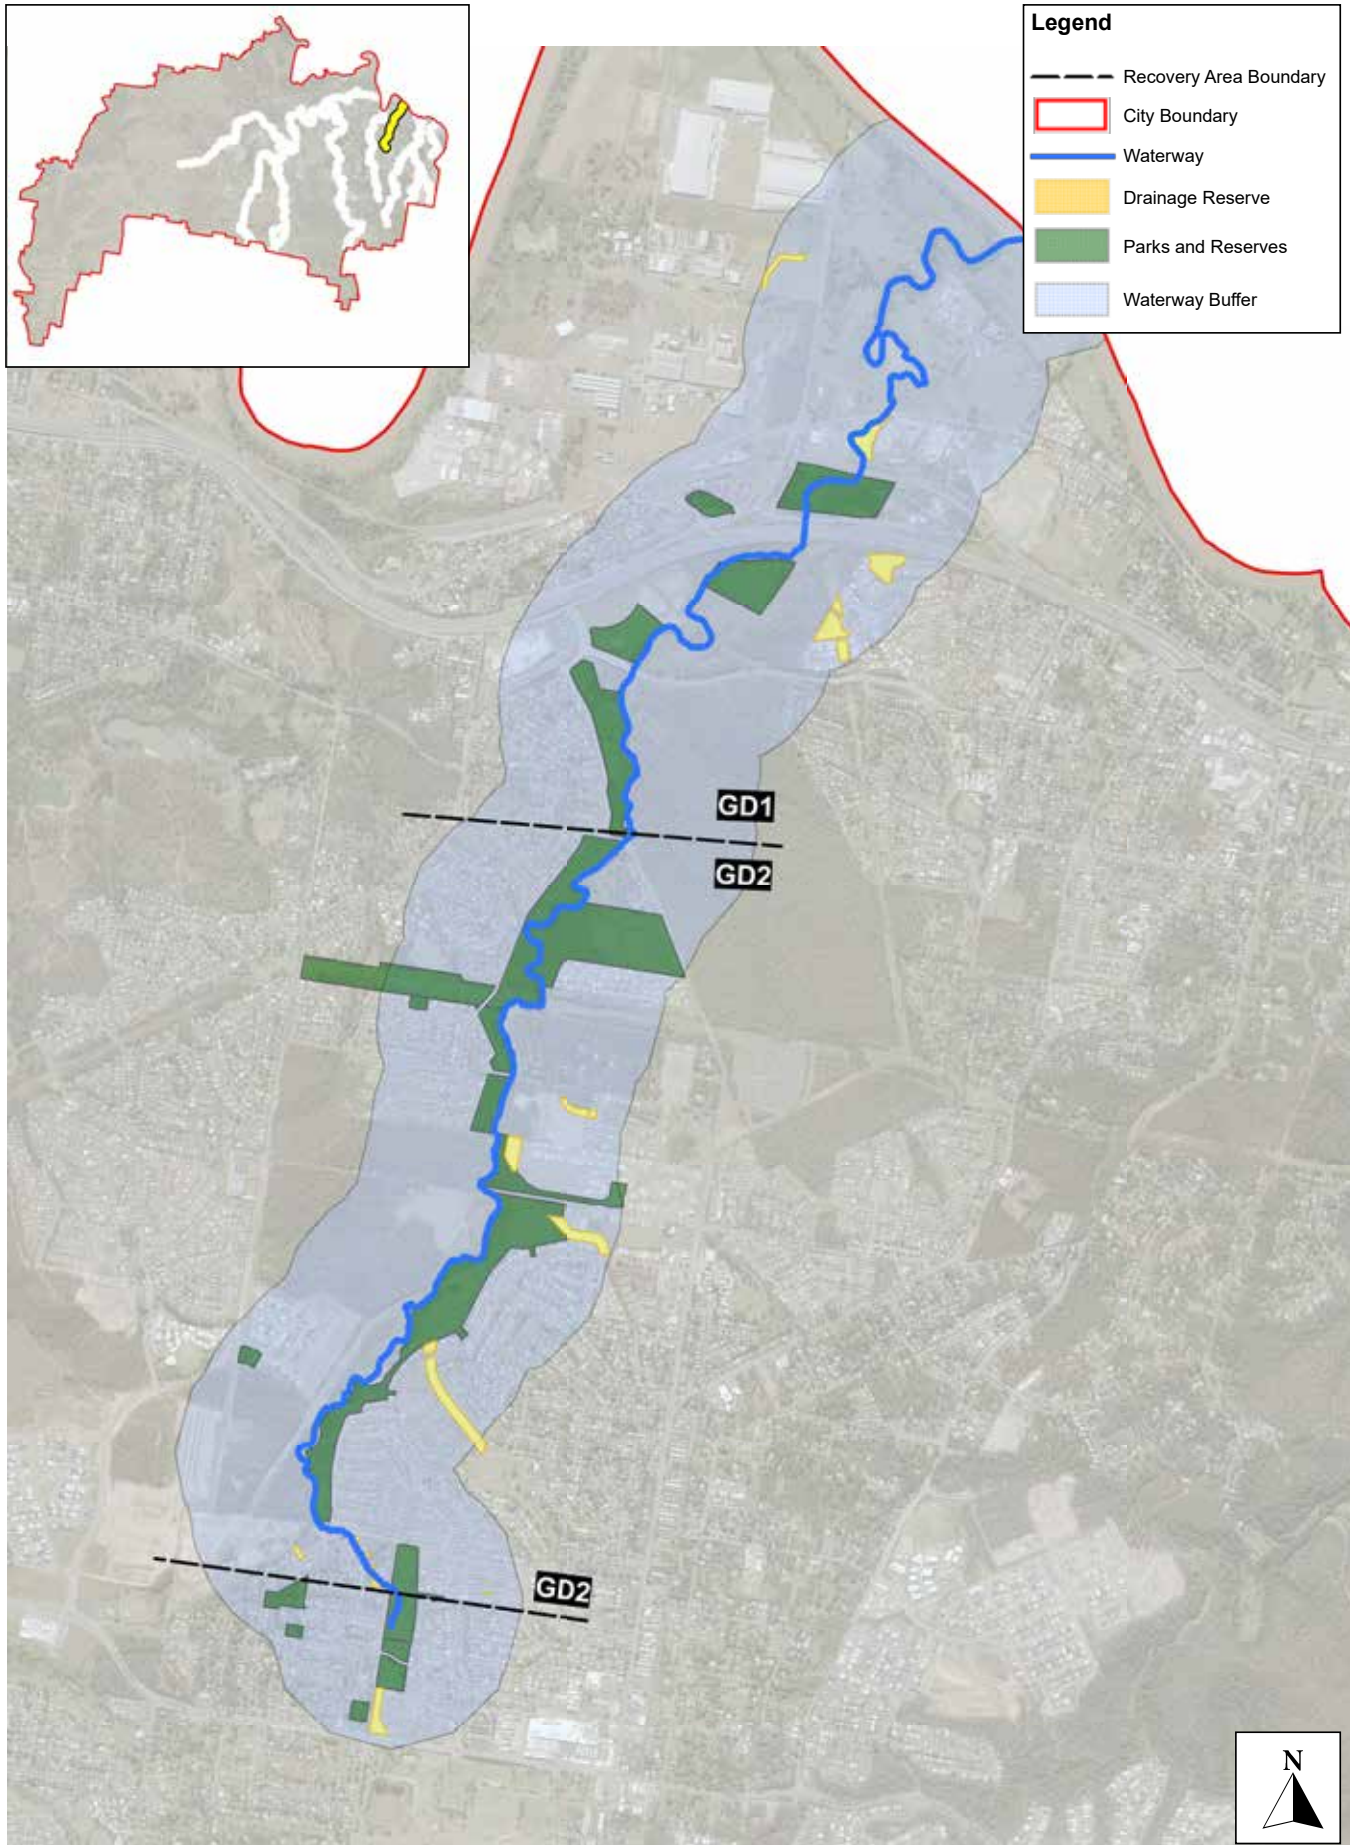 Legend
Recovery Area Boundary
City Boundary
Waterway
Drainage Reserve
Parks and Reserves
Waterway Buffer
GD1
GD2
GD2
N